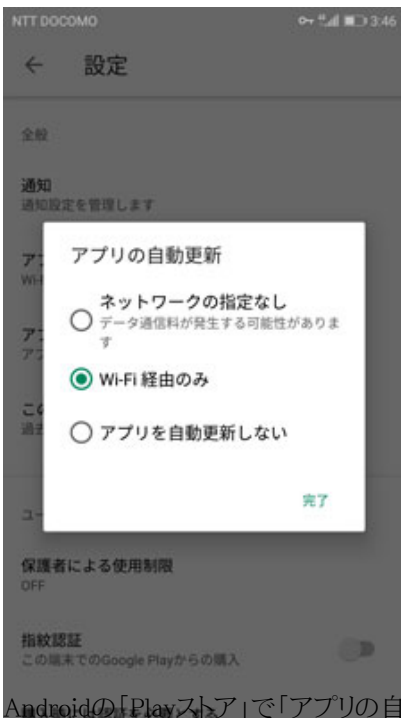 NTT DOCOMO 3:46
設定
全般
通知
通知設定を管理します
アプリの自動更新
ネットワークの指定なし
データ通信料が発生する可能性がありま
す
Wi-Fi 経由のみ
アプリを自動更新しない
完了
保護者による使用制限
OFF
指紋認証
この端末でのGoogle Playからの購入
Androidの「Playストア」で「アプリの自